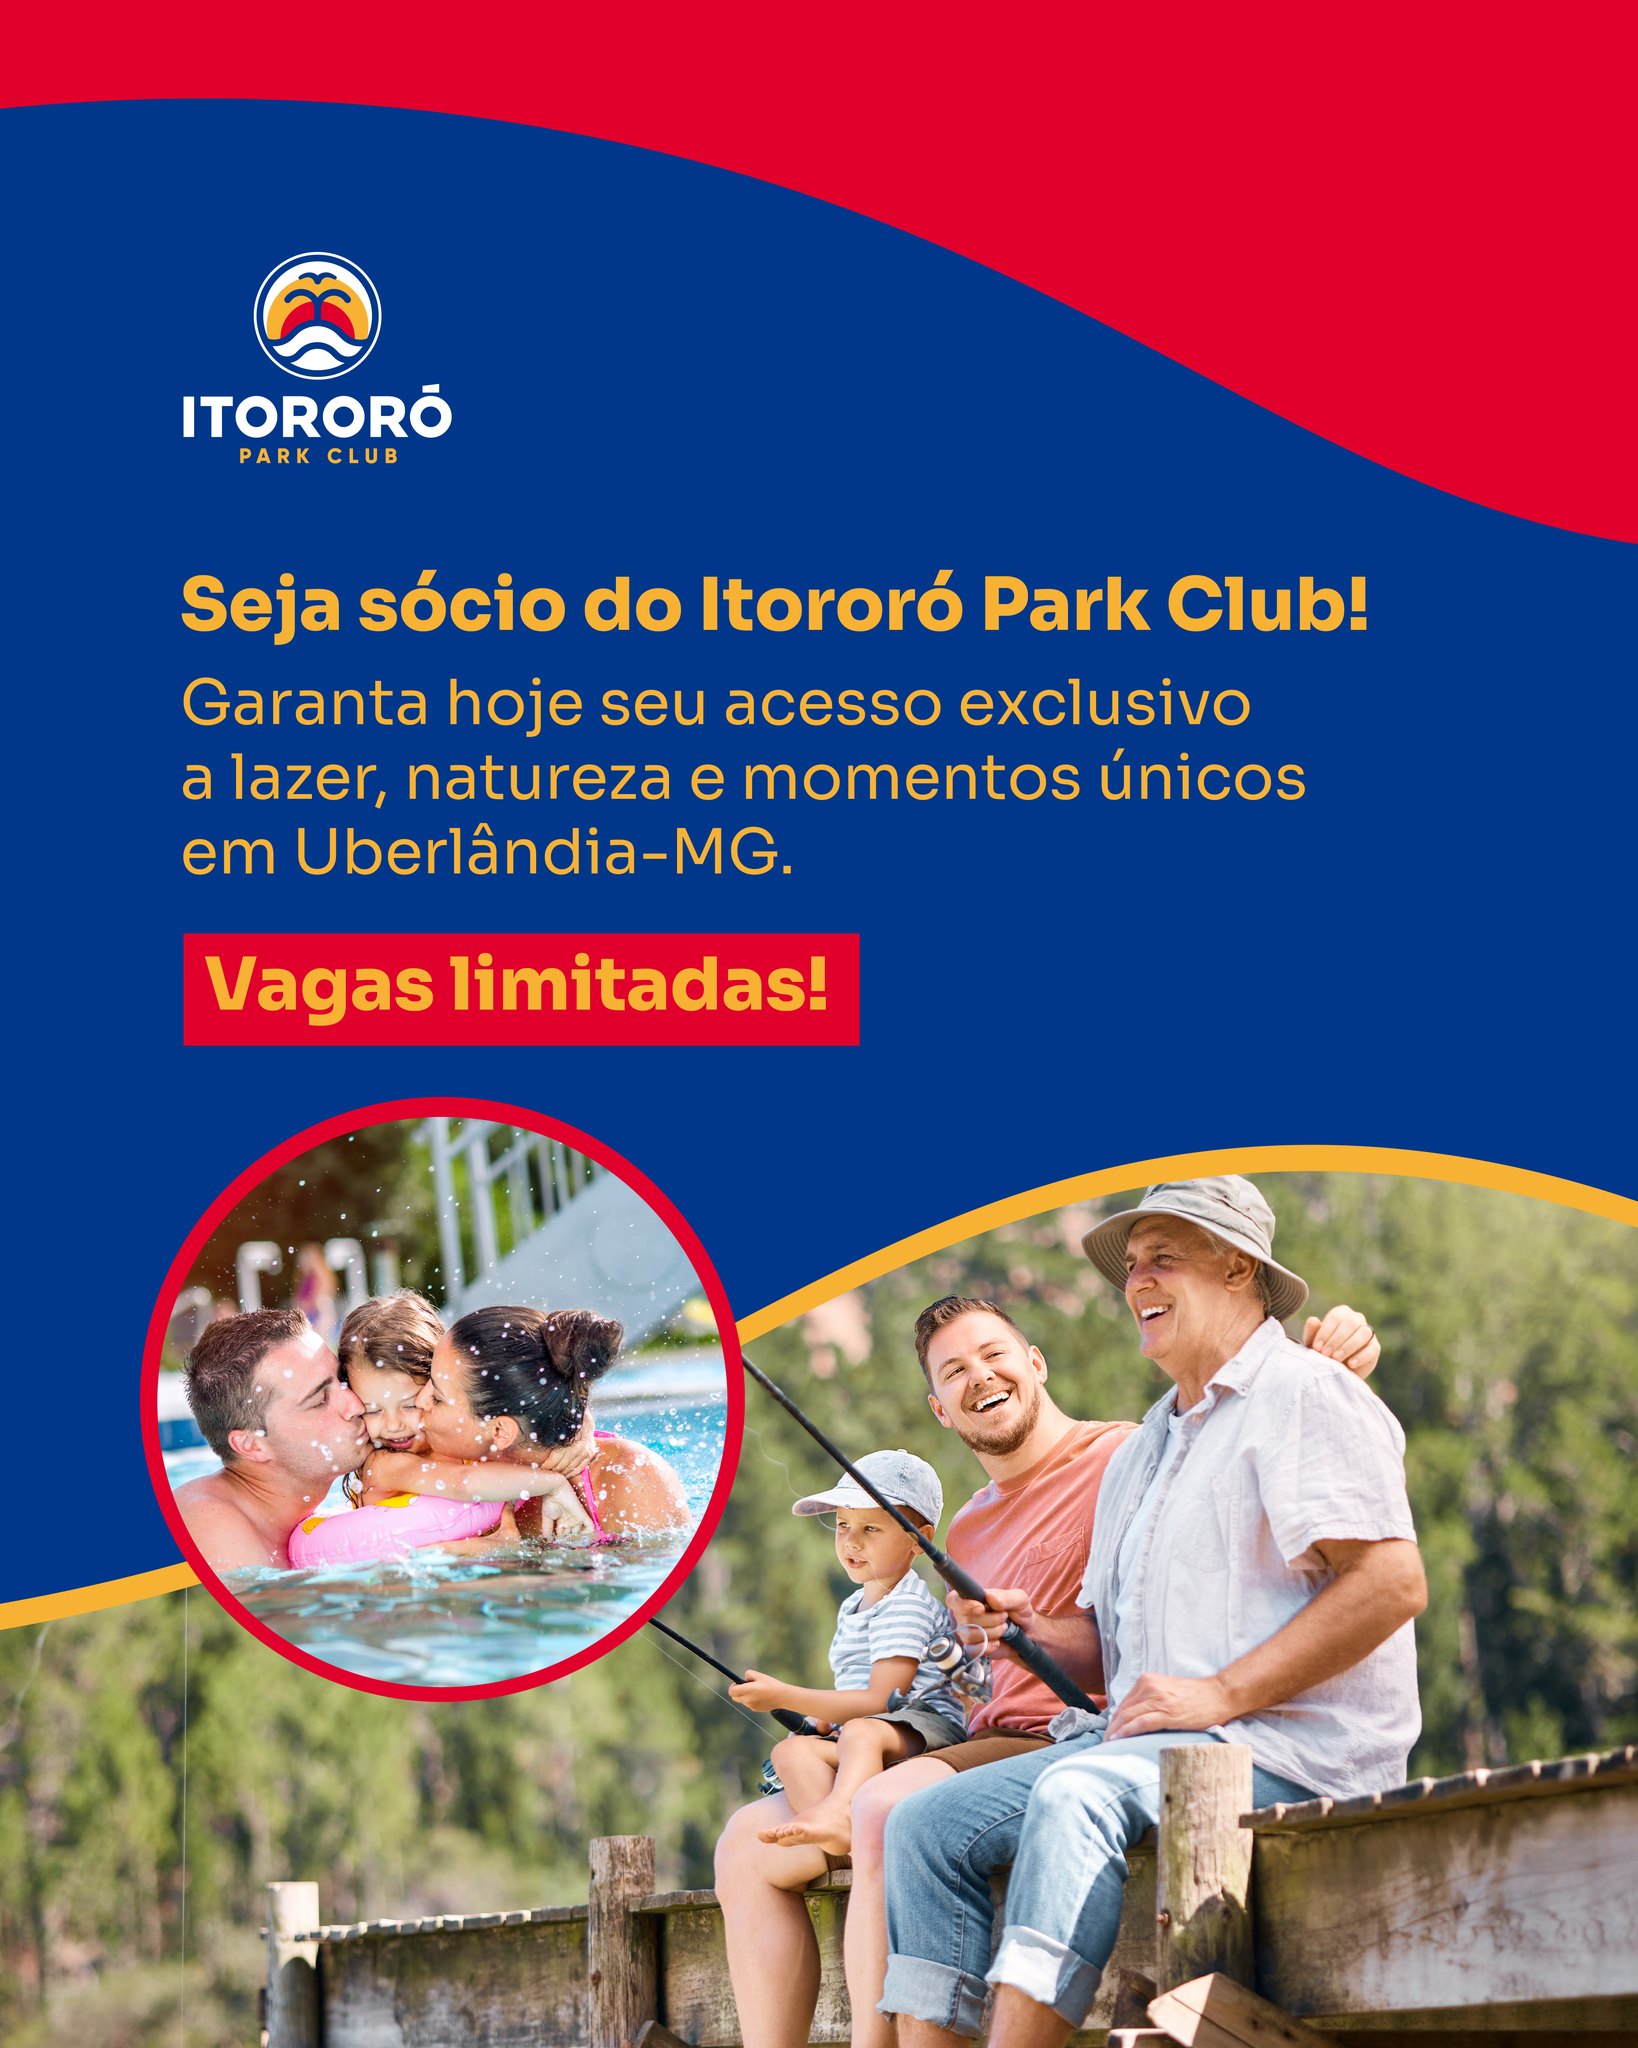 ITORORÓ
PARK CLUB
Seja sócio do Itororó Park Club!
Garanta hoje seu acesso exclusivo
a lazer, natureza e momentos únicos
em Uberlândia-MG.
Vagas limitadas!